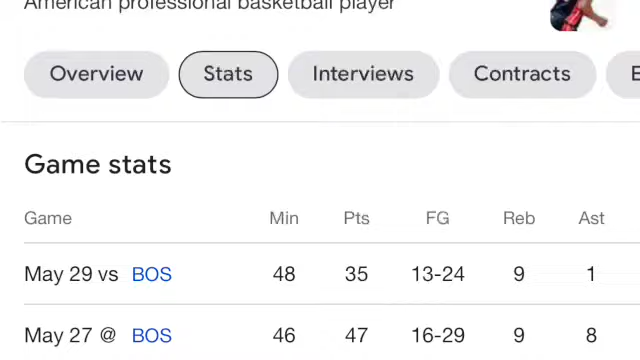 American professional basketball player
Overview Stats Interviews Contracts
Game stats
Game Min Pts FG Reb Ast
May 29 vs BOS 48 35 13-24 9 1
May 27 @ BOS 46 47 16-29 9 8